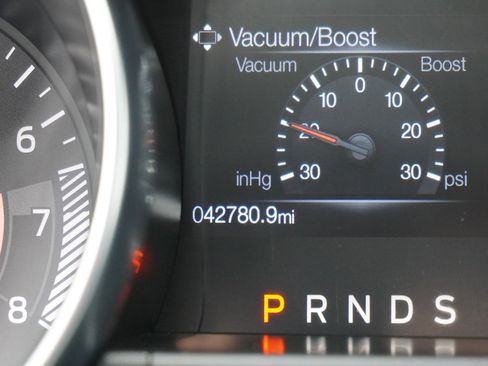 Vacuum/Boost
Vacuum Boost
10 0 10
20 20
inHg 30 30 psi
042780.9mi
6
7
8
P R N D S